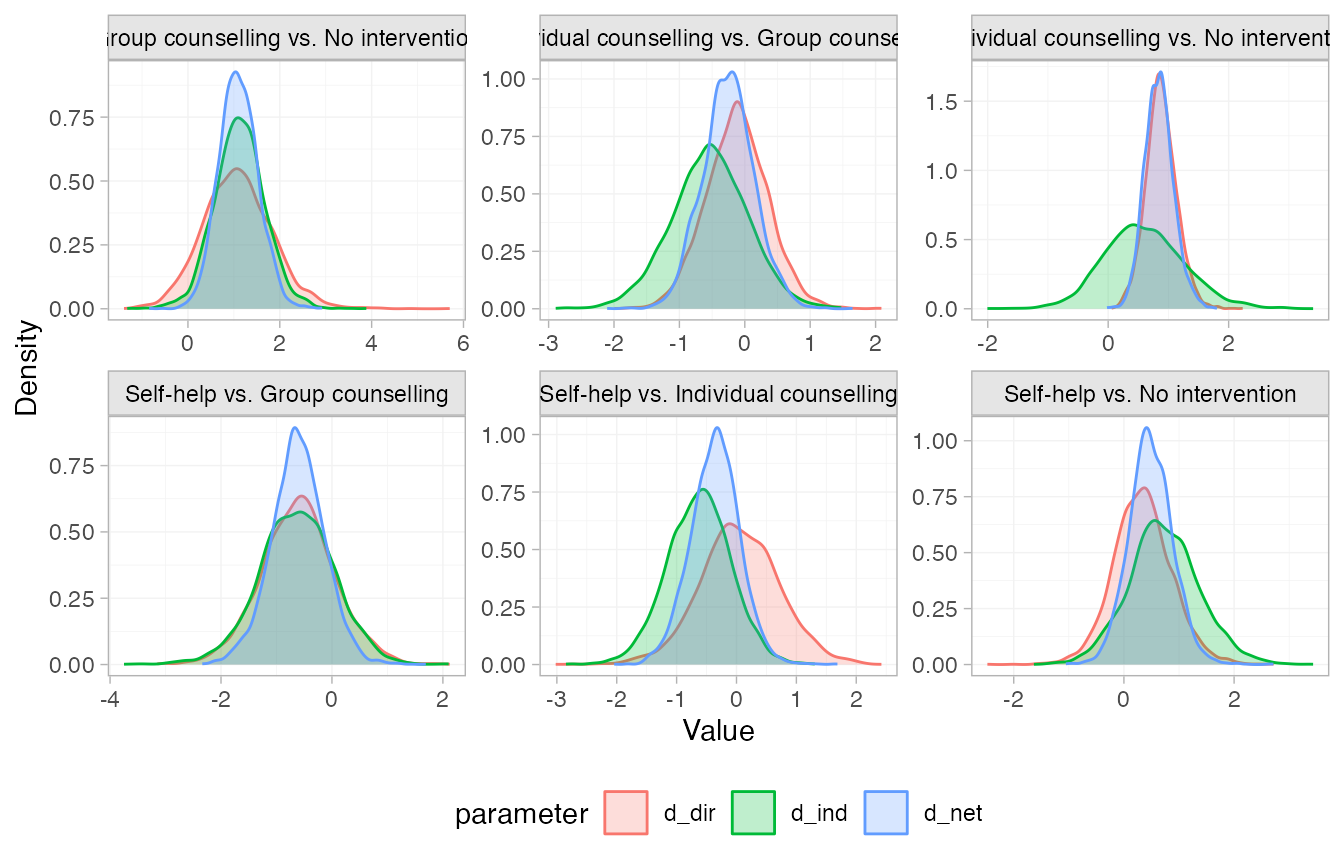 Group counselling vs. No interventio
vidual counselling vs. Group counse
ividual counselling vs. No intervent
0.75
0.50
0.25
0.00
0 2 4 6
1.00
0.75
0.50
0.25
0.00
-3 -2 -1 0 1 2
1.5
1.0
0.5
0.0
-2 0 2
Density
Self-help vs. Group counselling
Self-help vs. Individual counselling
Self-help vs. No intervention
0.75
0.50
0.25
0.00
-4 -2 0 2
1.00
0.75
0.50
0.25
0.00
-3 -2 -1 0 1 2
1.00
0.75
0.50
0.25
0.00
-2 0 2
Value
parameter d_dir d_ind d_net